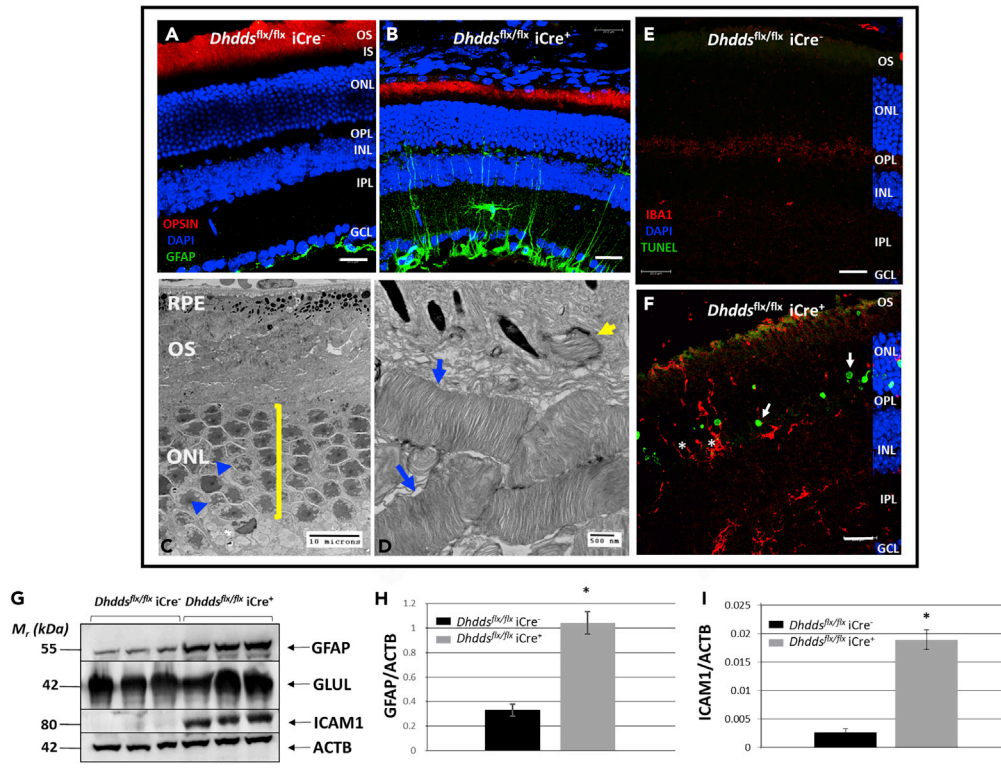 A
Dhdds^flx/flx iCre^-
OS
IS
ONL
OPL
INL
IPL
GCL
OPSIN
DAPI
GFAP
B
Dhdds^flx/flx iCre^+
E
Dhdds^flx/flx iCre^-
OS
ONL
OPL
INL
IPL
GCL
IBA1
DAPI
TUNEL
RPE
OS
ONL
C
10 microns
D
500 nm
F
Dhdds^flx/flx iCre^+
OS
ONL
OPL
INL
IPL
GCL
*
*
G
Dhdds^flx/flx iCre^- Dhdds^flx/flx iCre^+
M_r (kDa)
55
GFAP
42
GLUL
80
ICAM1
42
ACTB
H
GFAP/ACTB
1.2
1
0.8
0.6
0.4
0.2
0
Dhdds^flx/flx iCre^-
Dhdds^flx/flx iCre^+
*
I
ICAM1/ACTB
0.025
0.02
0.015
0.01
0.005
0
Dhdds^flx/flx iCre^-
Dhdds^flx/flx iCre^+
*